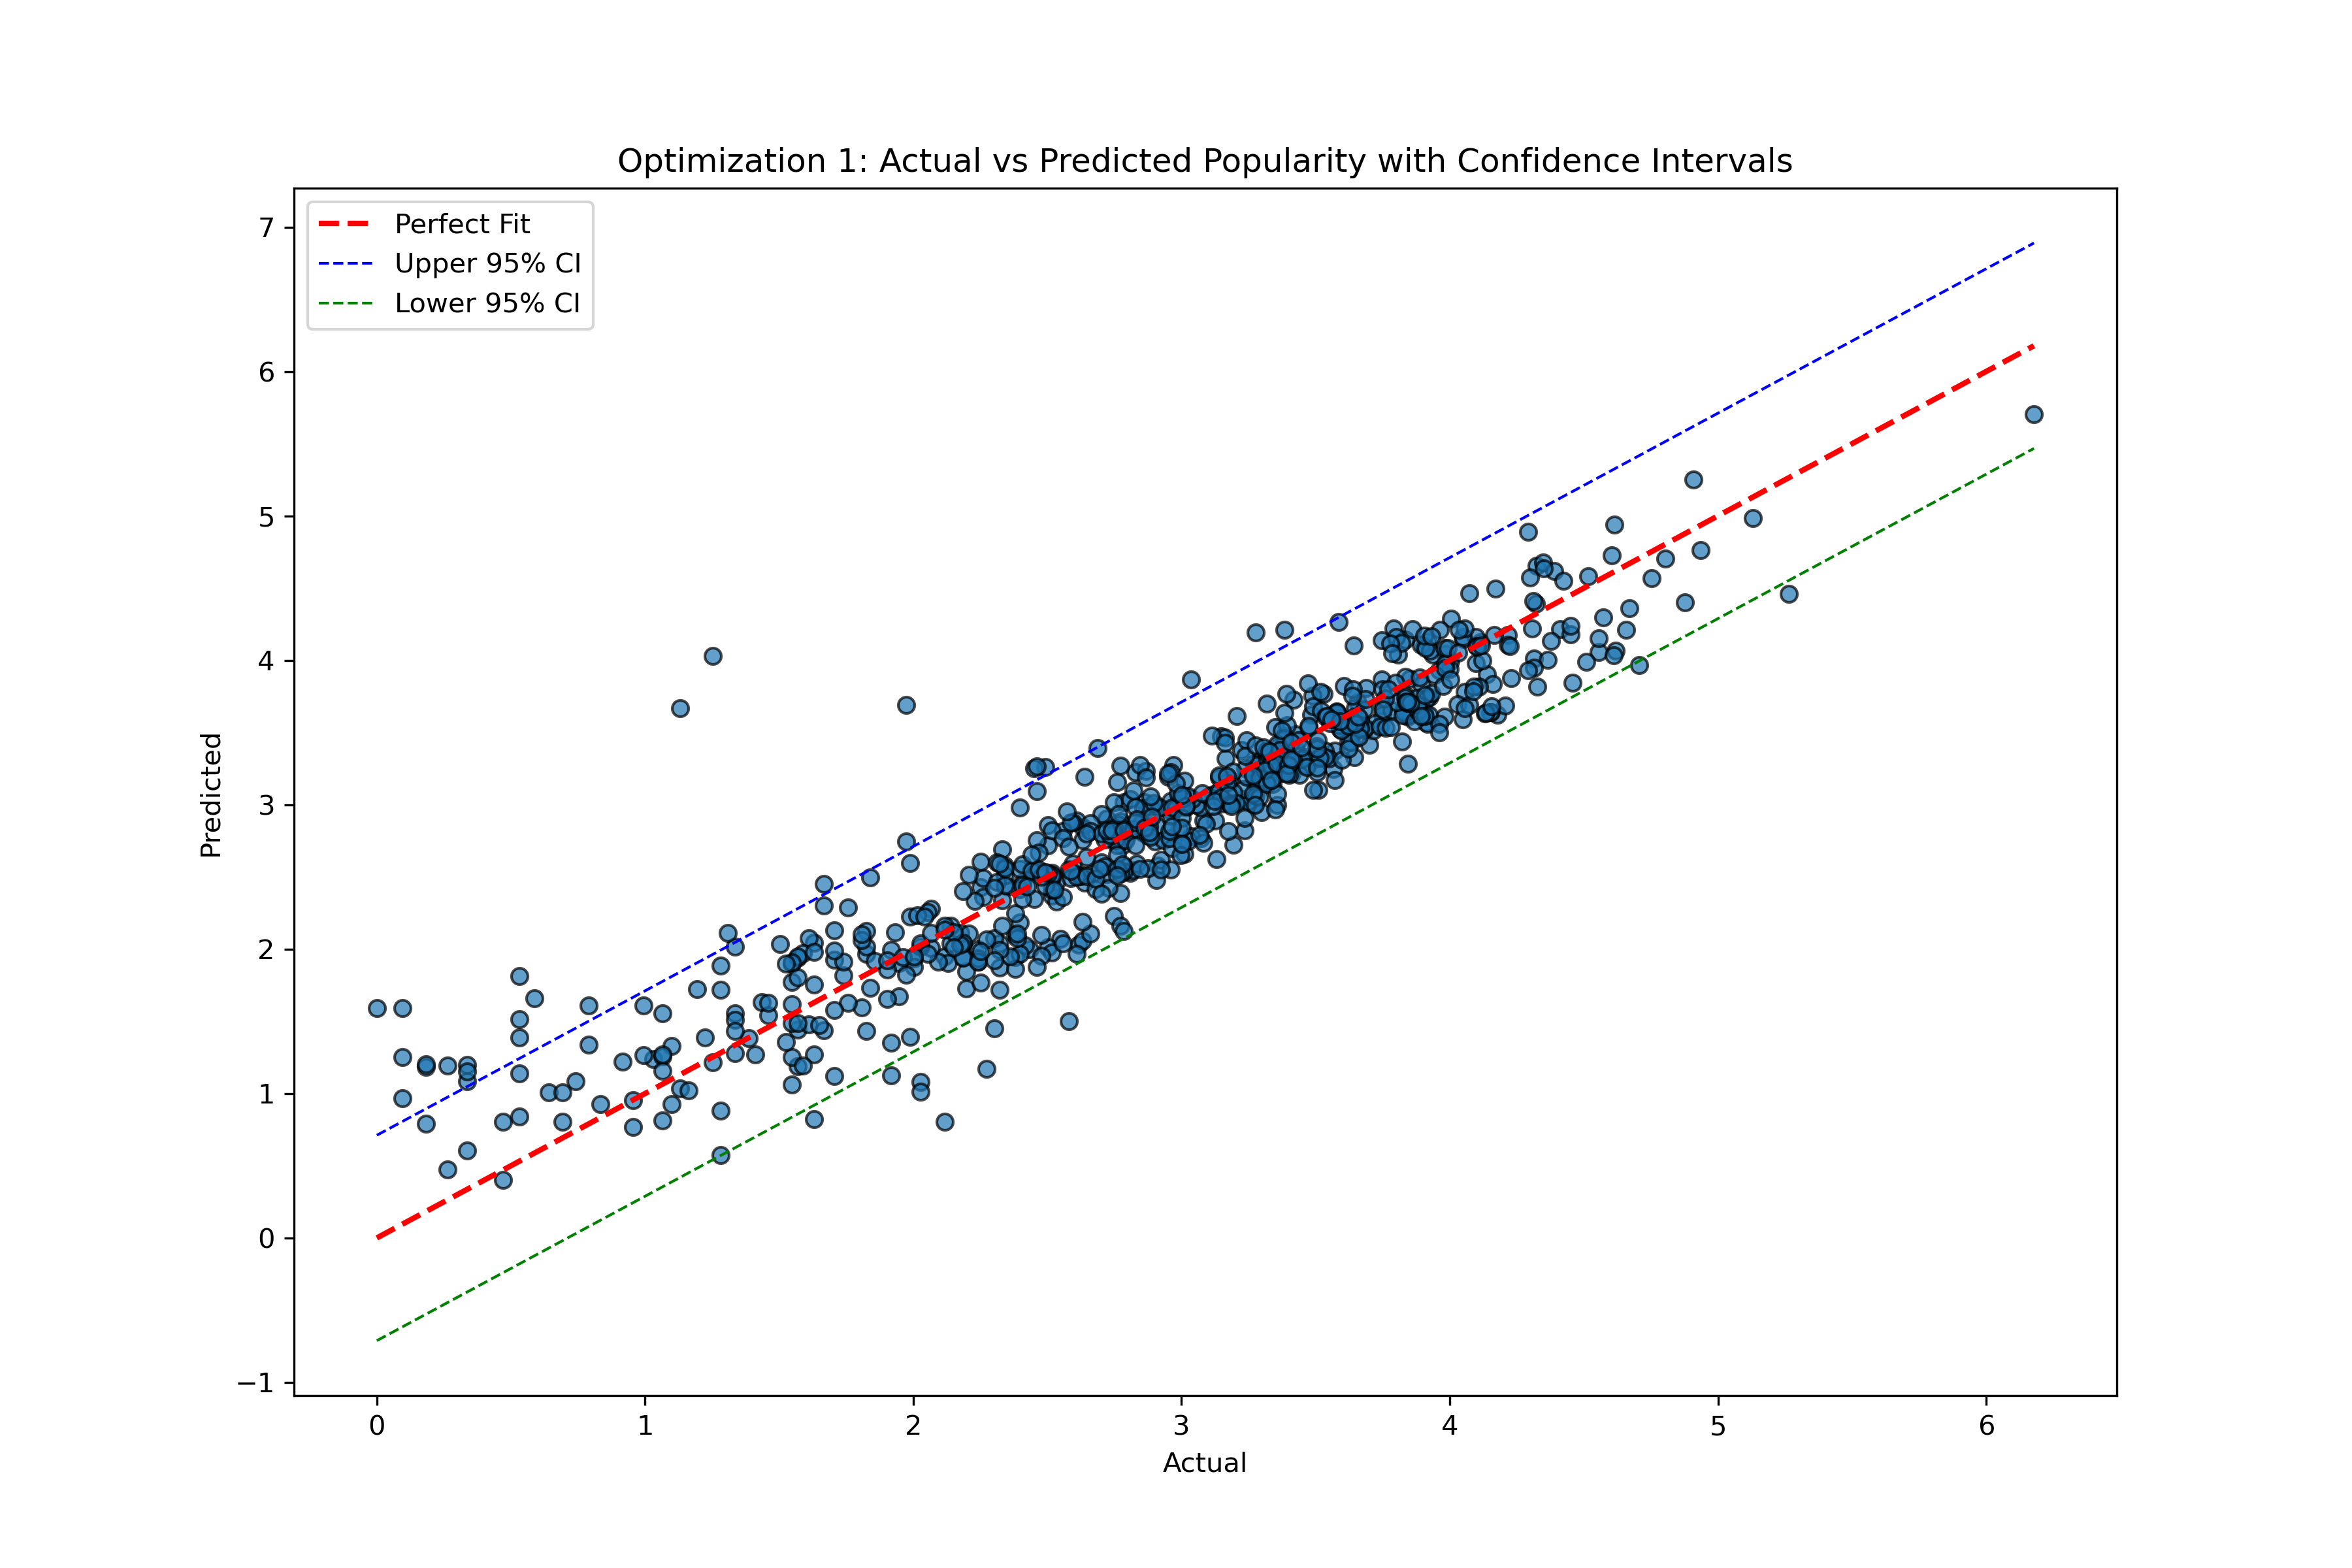 Optimization 1: Actual vs Predicted Popularity with Confidence Intervals
Perfect Fit
Upper 95% CI
Lower 95% CI
7
6
5
4
3
2
1
0
−1
Predicted
0 1 2 3 4 5 6
Actual